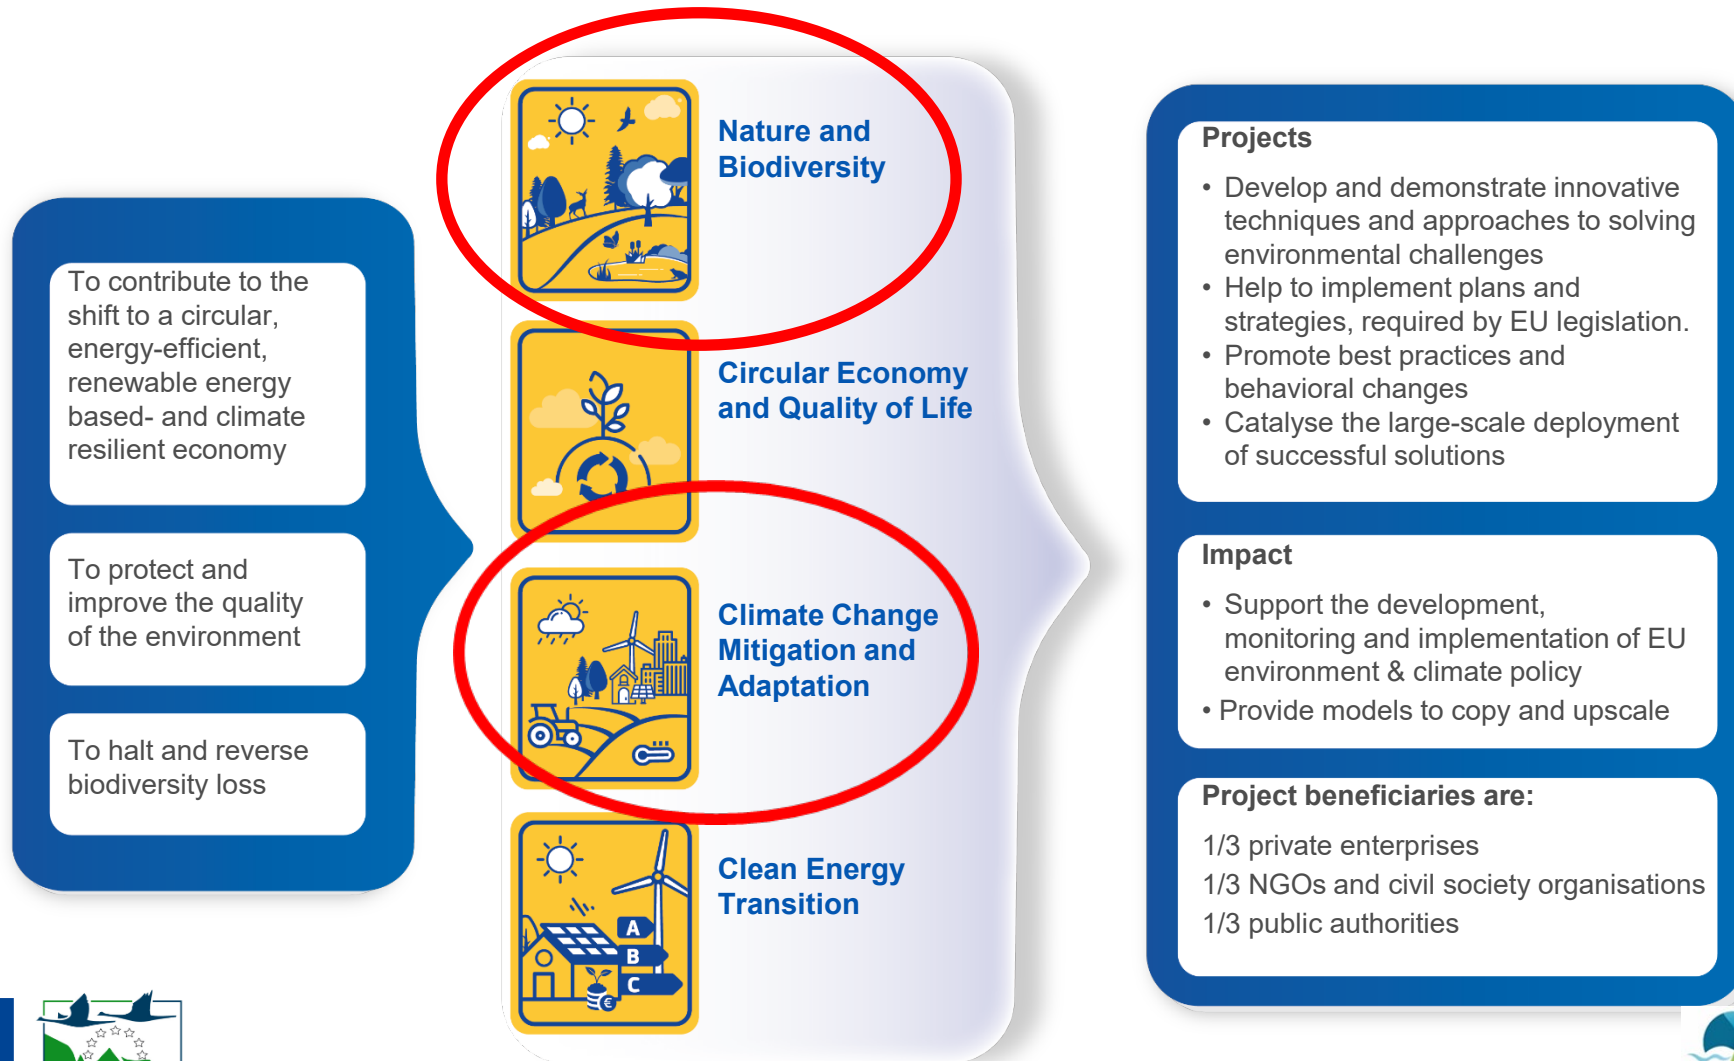 To contribute to the
shift to a circular,
energy-efficient,
renewable energy
based- and climate
resilient economy
To protect and
improve the quality
of the environment
To halt and reverse
biodiversity loss
Nature and
Biodiversity
Circular Economy
and Quality of Life
Climate Change
Mitigation and
Adaptation
Clean Energy
Transition
A
B
C
€
Projects
• Develop and demonstrate innovative
techniques and approaches to solving
environmental challenges
• Help to implement plans and
strategies, required by EU legislation.
• Promote best practices and
behavioral changes
• Catalyse the large-scale deployment
of successful solutions
Impact
• Support the development,
monitoring and implementation of EU
environment & climate policy
• Provide models to copy and upscale
Project beneficiaries are:
1/3 private enterprises
1/3 NGOs and civil society organisations
1/3 public authorities